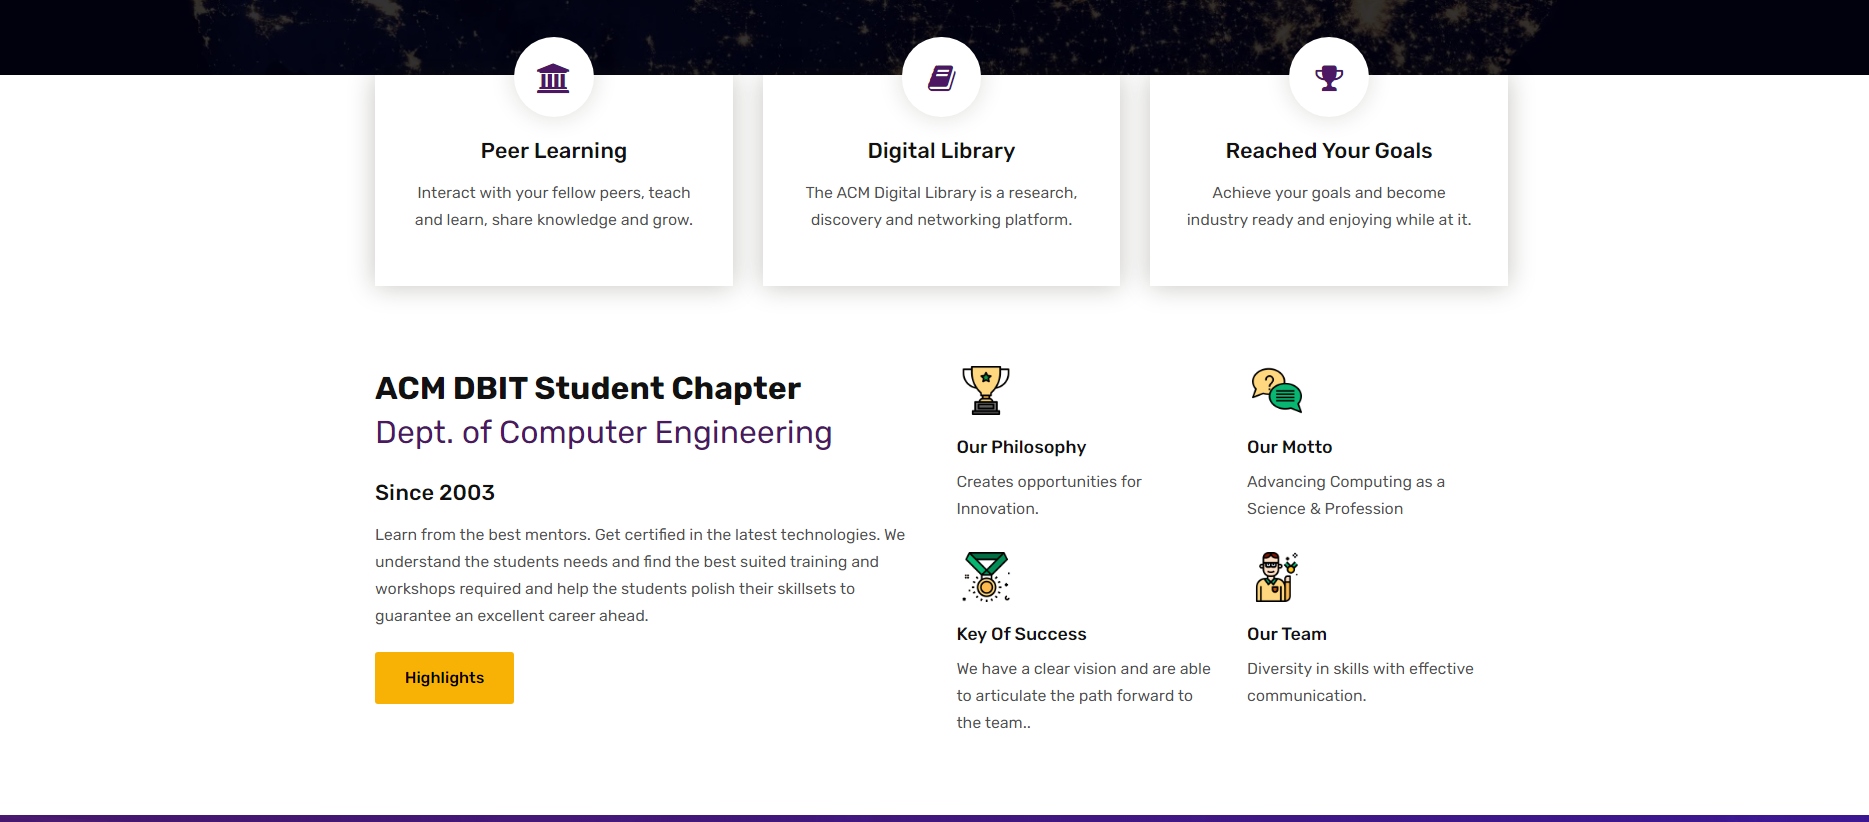 Peer Learning
Interact with your fellow peers, teach
and learn, share knowledge and grow.
Digital Library
The ACM Digital Library is a research,
discovery and networking platform.
Reached Your Goals
Achieve your goals and become
industry ready and enjoying while at it.
ACM DBIT Student Chapter
Dept. of Computer Engineering
Since 2003
Learn from the best mentors. Get certified in the latest technologies. We
understand the students needs and find the best suited training and
workshops required and help the students polish their skillsets to
guarantee an excellent career ahead.
Highlights
Our Philosophy
Creates opportunities for
Innovation.
Our Motto
Advancing Computing as a
Science & Profession
Key Of Success
We have a clear vision and are able
to articulate the path forward to
the team..
Our Team
Diversity in skills with effective
communication.